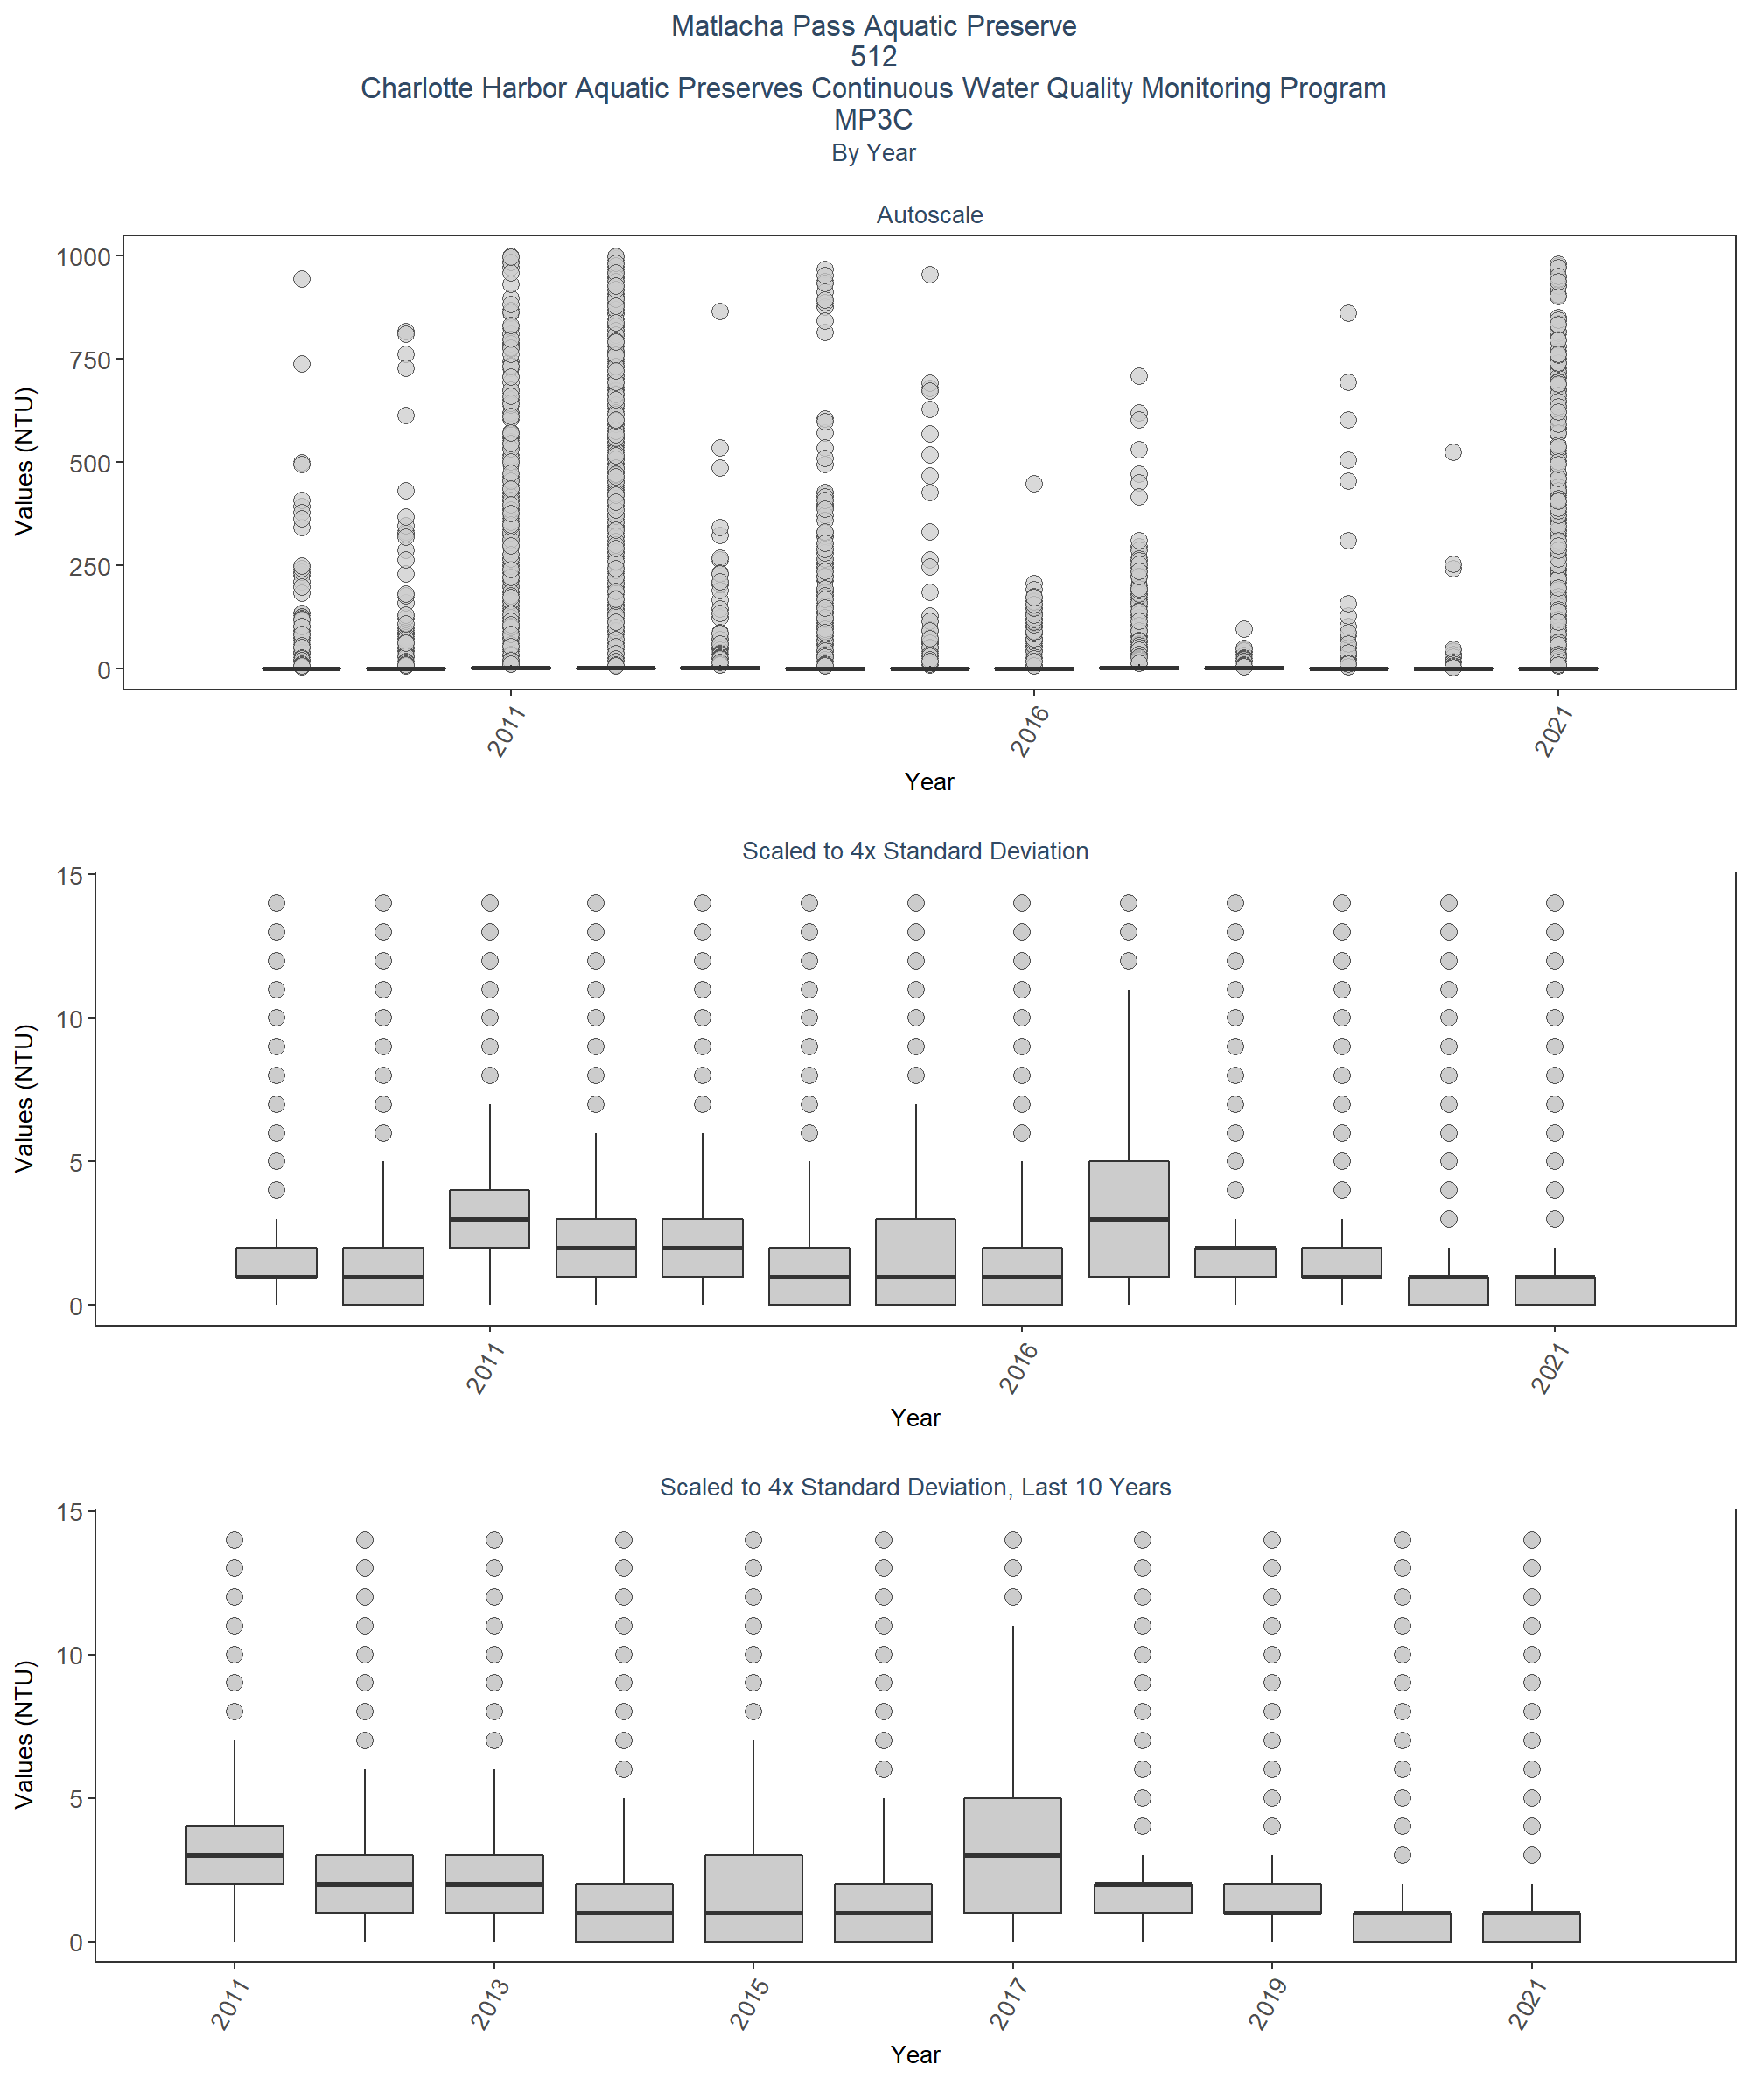 Matlacha Pass Aquatic Preserve
512
Charlotte Harbor Aquatic Preserves Continuous Water Quality Monitoring Program
MP3C
By Year
Autoscale
Values (NTU)
1000
750
500
250
0
2011
2016
2021
Year
Scaled to 4x Standard Deviation
Values (NTU)
15
10
5
0
2011
2016
2021
Year
Scaled to 4x Standard Deviation, Last 10 Years
Values (NTU)
15
10
5
0
2011
2013
2015
2017
2019
2021
Year